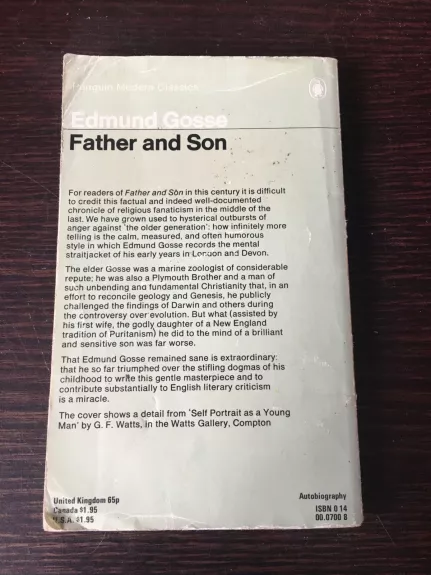 Penguin Modern Classics
Edmund Gosse
Father and Son
For readers of Father and Son in this century it is difficult
to credit this factual and indeed well-documented
chronicle of religious fanaticism in the middle of the
last. We have grown used to hysterical outbursts of
anger against 'the older generation': how infinitely more
telling is the calm, measured, and often humorous
style in which Edmund Gosse records the mental
straitjacket of his early years in London and Devon.
The elder Gosse was a marine zoologist of considerable
repute; he was also a Plymouth Brother and a man of
such unbending and fundamental Christianity that, in an
effort to reconcile geology and Genesis, he publicly
challenged the findings of Darwin and others during
the controversy over evolution. But what (assisted by
his first wife, the godly daughter of a New England
tradition of Puritanism) he did to the mind of a brilliant
and sensitive son was far worse.
That Edmund Gosse remained sane is extraordinary:
that he so far triumphed over the stifling dogmas of his
childhood to write this gentle masterpiece and to
contribute substantially to English literary criticism
is a miracle.
The cover shows a detail from 'Self Portrait as a Young
Man' by G. F. Watts, in the Watts Gallery, Compton
United Kingdom 65p
Canada $1.95
U.S.A. $1.95
Autobiography
ISBN 0 14
00.0700 8